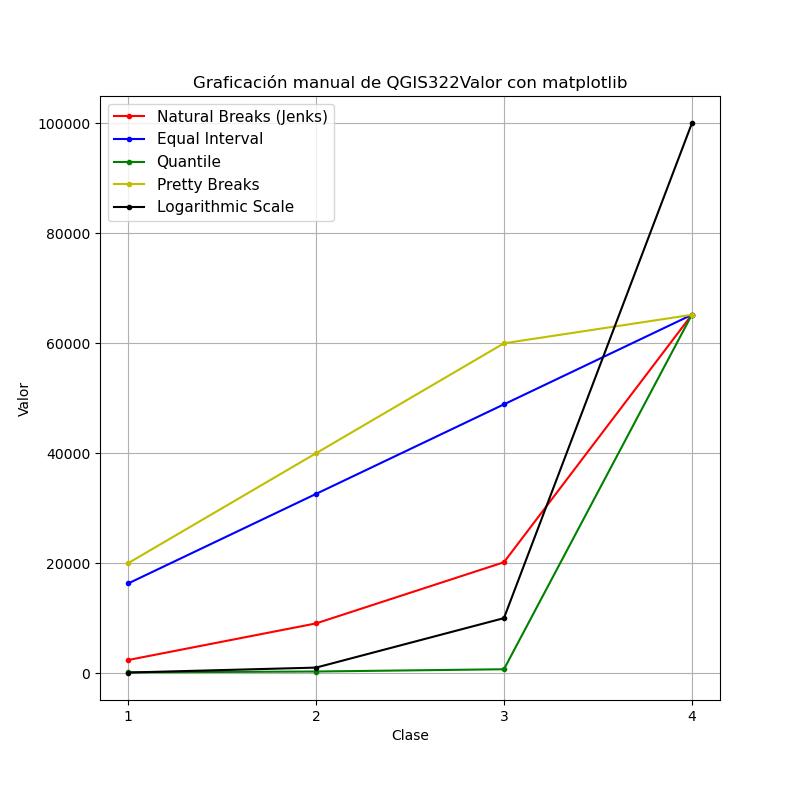 Graficación manual de QGIS322Valor con matplotlib
Natural Breaks (Jenks)
Equal Interval
Quantile
Pretty Breaks
Logarithmic Scale
100000
80000
60000
40000
20000
0
Valor
1 2 3 4
Clase